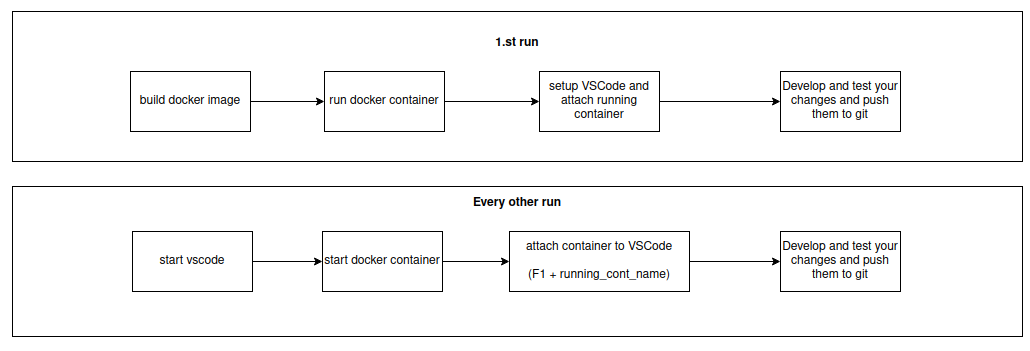 1.st run
build docker image
run docker container
setup VSCode and
attach running
container
Develop and test your
changes and push
them to git
Every other run
start vscode
start docker container
attach container to VSCode
(F1 + running_cont_name)
Develop and test your
changes and push
them to git